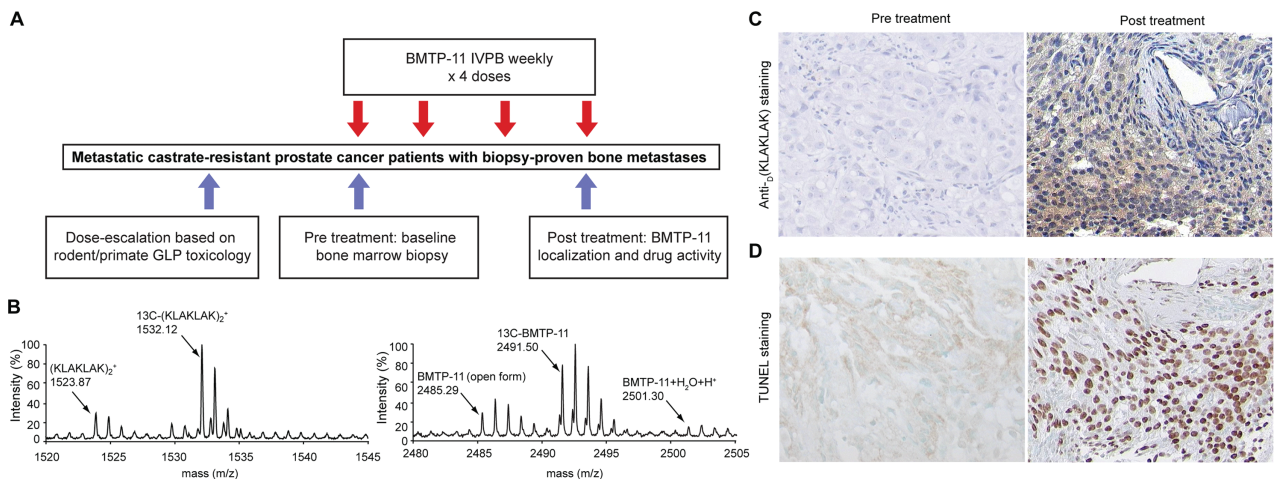 A
BMTP-11 IVPB weekly
x 4 doses
Metastatic castrate-resistant prostate cancer patients with biopsy-proven bone metastases
Dose-escalation based on
rodent/primate GLP toxicology
Pre treatment: baseline
bone marrow biopsy
Post treatment: BMTP-11
localization and drug activity
B
13C-(KLAKLAK)₂⁺
1532.12
(KLAKLAK)₂⁺
1523.87
Intensity (%)
100
80
60
40
20
0
1520 1525 1530 1535 1540 1545
mass (m/z)
13C-BMTP-11
2491.50
BMTP-11 (open form)
2485.29
BMTP-11+H₂O+H⁺
2501.30
Intensity (%)
100
80
60
40
20
0
2480 2485 2490 2495 2500 2505
mass (m/z)
C
Pre treatment Post treatment
Anti-D(KLAKLAK) staining
D
TUNEL staining